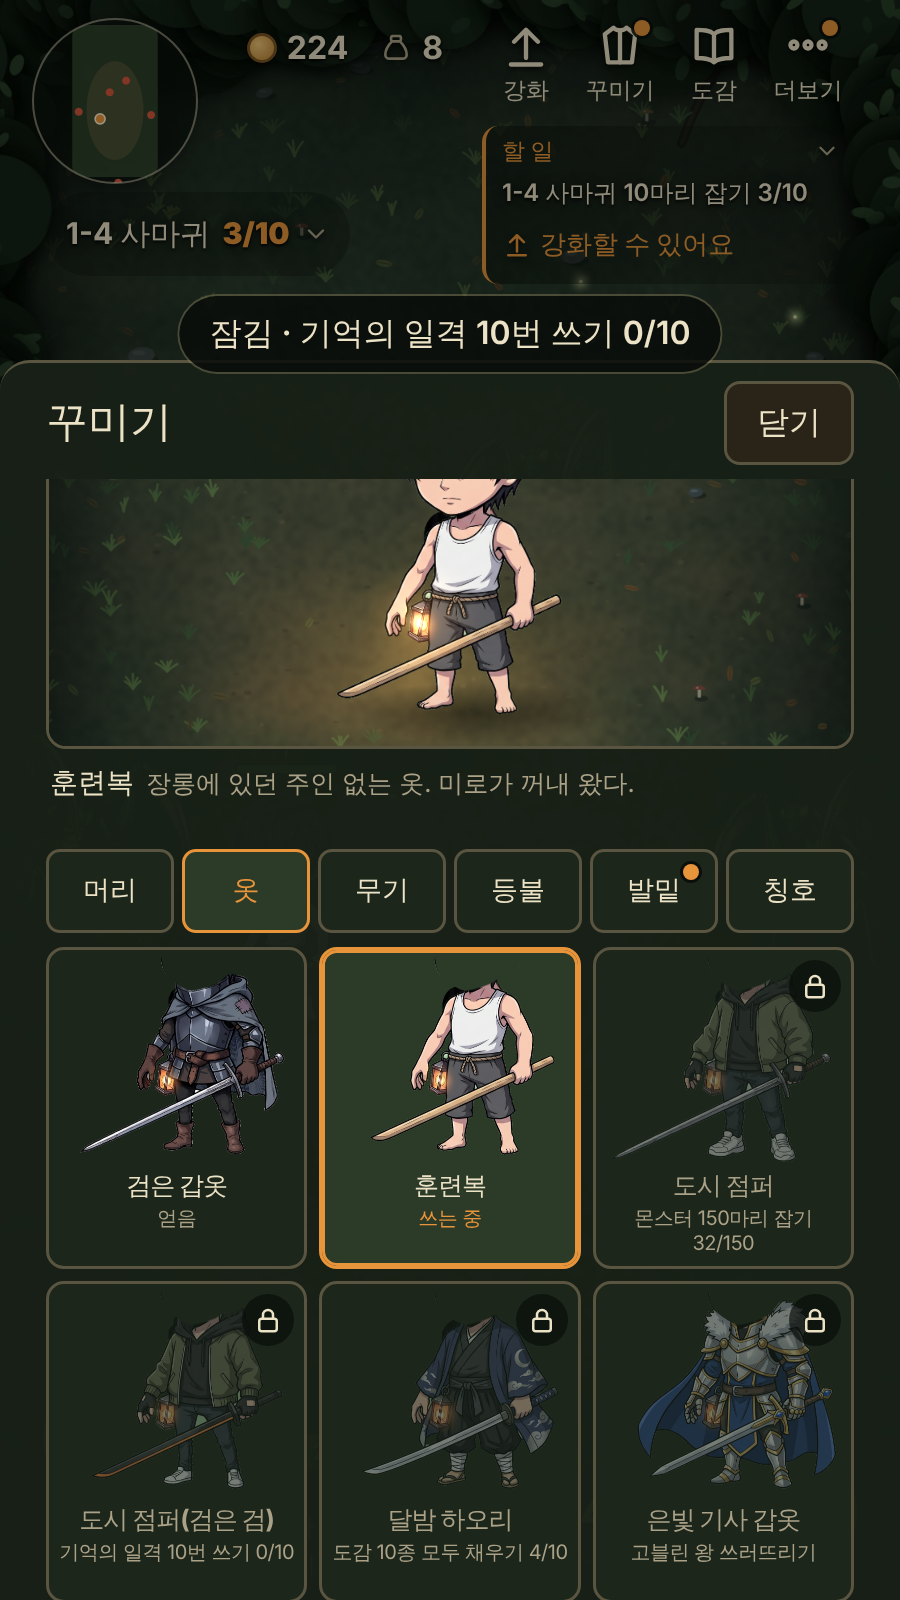 224
8
강화
꾸미기
도감
더보기
할 일
1-4 사마귀 10마리 잡기 3/10
강화할 수 있어요
1-4 사마귀 3/10
잠김 · 기억의 일격 10번 쓰기 0/10
꾸미기
닫기
훈련복 장롱에 있던 주인 없는 옷. 미로가 꺼내 왔다.
머리
옷
무기
등불
발밑
칭호
검은 갑옷
얻음
훈련복
쓰는 중
도시 점퍼
몬스터 150마리 잡기
32/150
도시 점퍼(검은 검)
기억의 일격 10번 쓰기 0/10
달밤 하오리
도감 10종 모두 채우기 4/10
은빛 기사 갑옷
고블린 왕 쓰러뜨리기